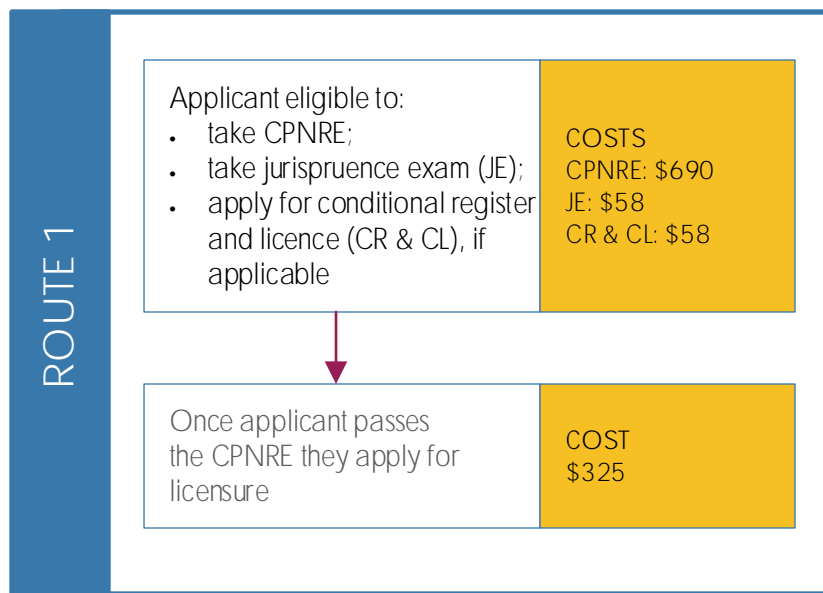 ROUTE 1
Applicant eligible to:
• take CPNRE;
• take jurispruence exam (JE);
• apply for conditional register
and licence (CR & CL), if
applicable
COSTS
CPNRE: $690
JE: $58
CR & CL: $58
Once applicant passes
the CPNRE they apply for
licensure
COST
$325